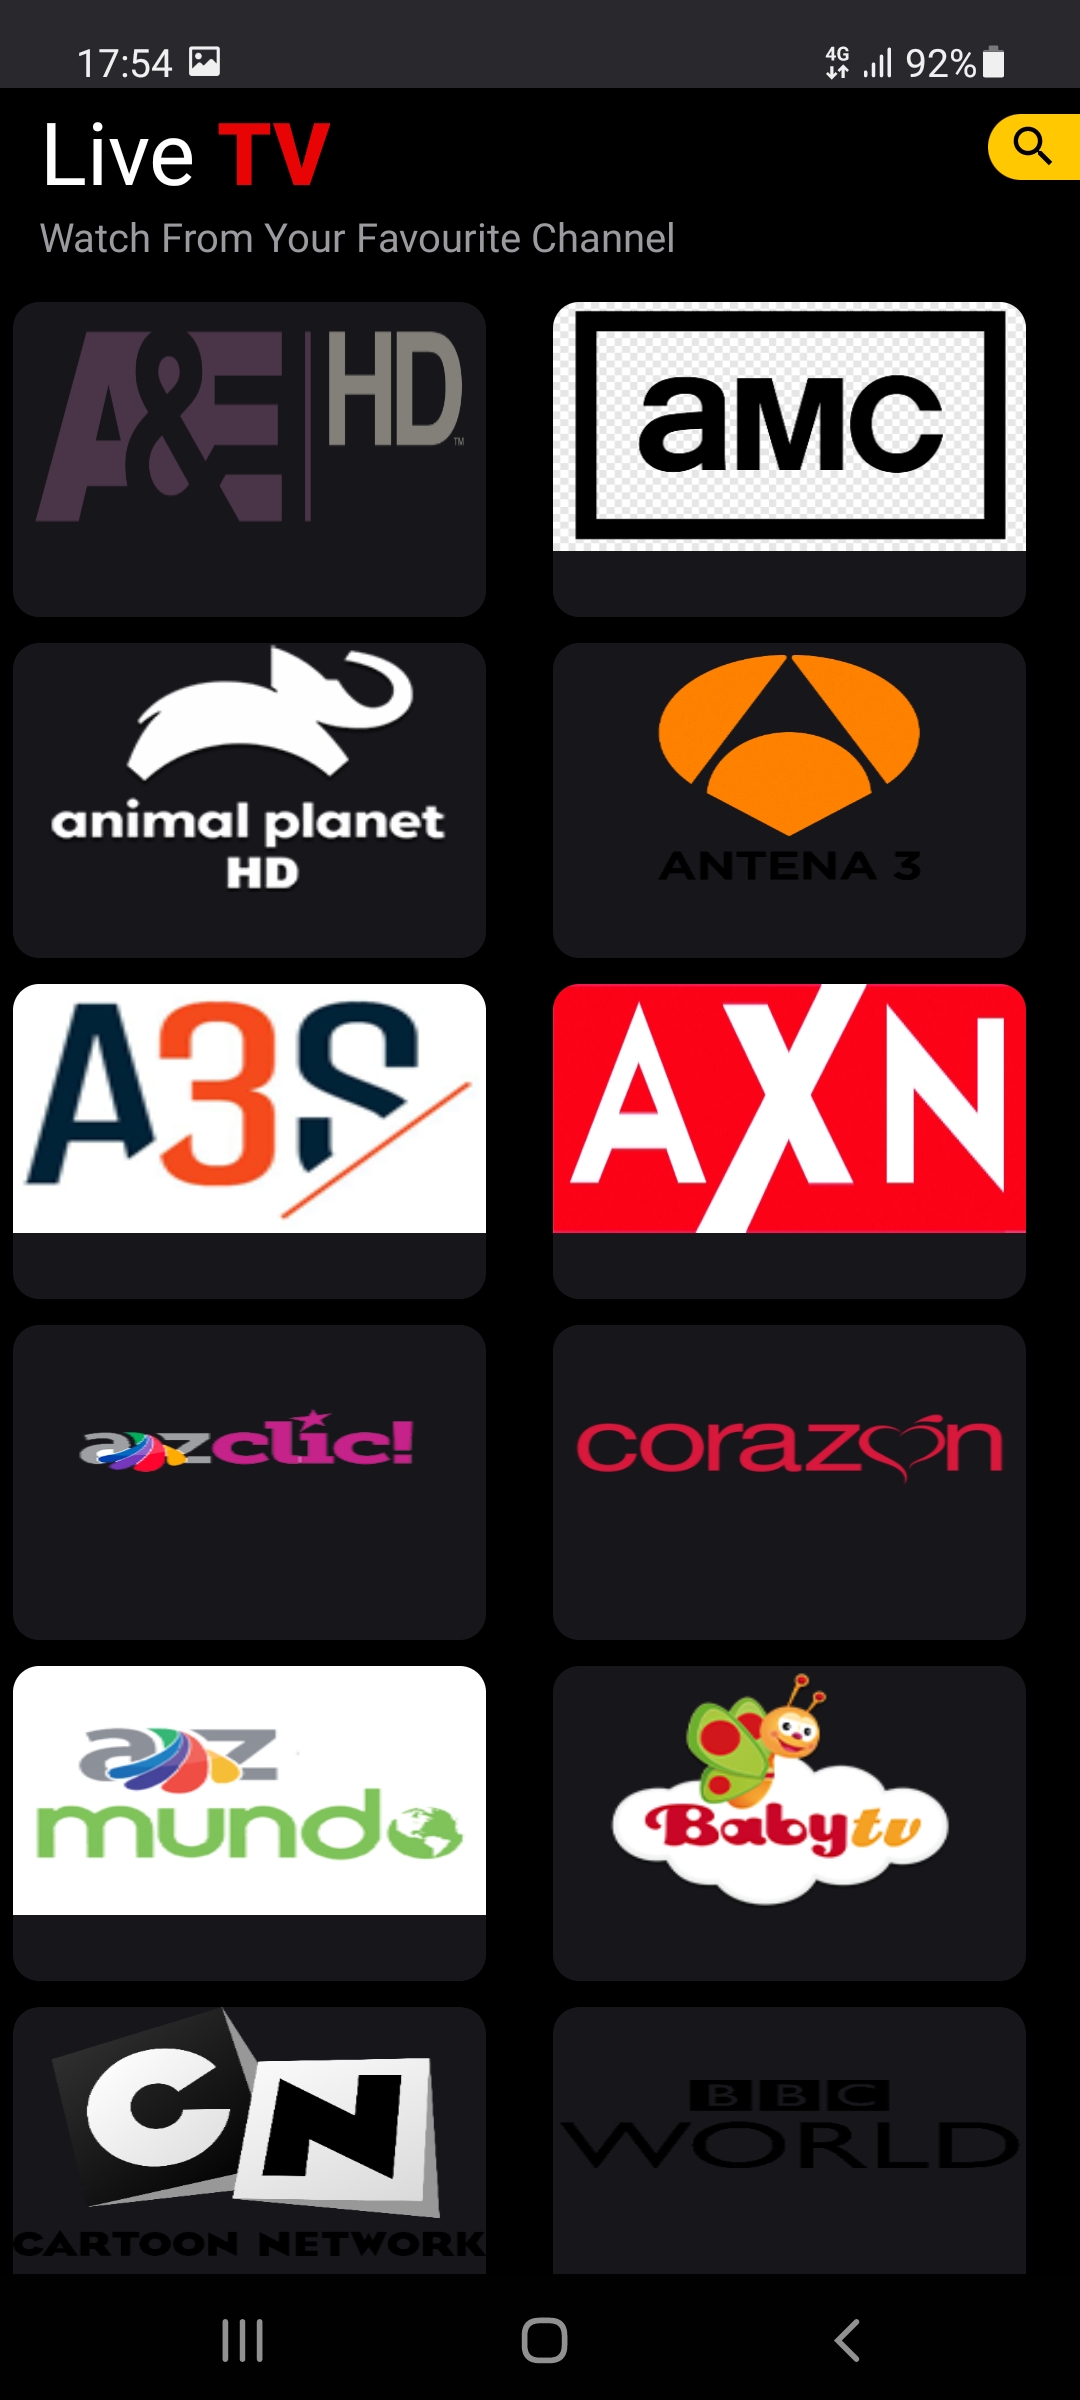 17:54
4G 92%
Live TV
Watch From Your Favourite Channel
A&E HD™
aMC
animal planet
HD
ANTENA 3
A3S
AXN
azclic!
corazón
az
mundo
Babytv
CN
CARTOON NETWORK
BBC
WORLD